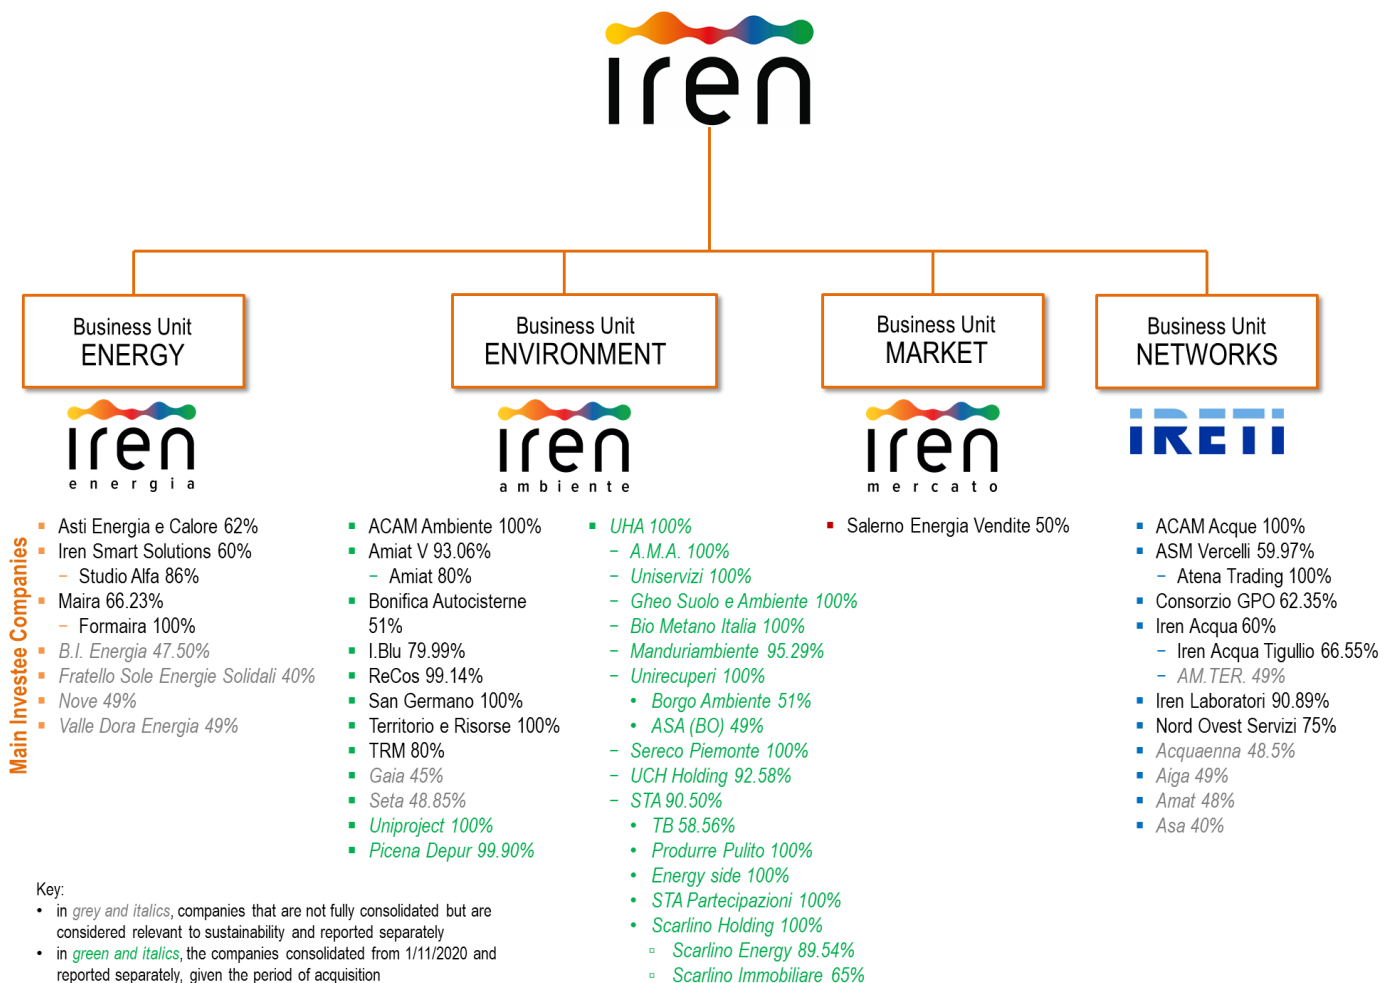 iren
Business Unit
ENERGY
Business Unit
ENVIRONMENT
Business Unit
MARKET
Business Unit
NETWORKS
iren
energia
iren
ambiente
iren
mercato
IRETI
Main Investee Companies
Asti Energia e Calore 62%
Iren Smart Solutions 60%
– Studio Alfa 86%
Maira 66.23%
– Formaira 100%
B.I. Energia 47.50%
Fratello Sole Energie Solidali 40%
Nove 49%
Valle Dora Energia 49%
ACAM Ambiente 100%
Amiat V 93.06%
– Amiat 80%
Bonifica Autocisterne
51%
I.Blu 79.99%
ReCos 99.14%
San Germano 100%
Territorio e Risorse 100%
TRM 80%
Gaia 45%
Seta 48.85%
Uniproject 100%
Picena Depur 99.90%
UHA 100%
– A.M.A. 100%
– Uniservizi 100%
– Gheo Suolo e Ambiente 100%
– Bio Metano Italia 100%
– Manduriambiente 95.29%
– Unirecuperi 100%
• Borgo Ambiente 51%
• ASA (BO) 49%
– Sereco Piemonte 100%
– UCH Holding 92.58%
– STA 90.50%
• TB 58.56%
• Produrre Pulito 100%
• Energy side 100%
• STA Partecipazioni 100%
• Scarlino Holding 100%
Scarlino Energy 89.54%
Scarlino Immobiliare 65%
Salerno Energia Vendite 50%
ACAM Acque 100%
ASM Vercelli 59.97%
– Atena Trading 100%
Consorzio GPO 62.35%
Iren Acqua 60%
– Iren Acqua Tigullio 66.55%
– AM.TER. 49%
Iren Laboratori 90.89%
Nord Ovest Servizi 75%
Acquaenna 48.5%
Aiga 49%
Amat 48%
Asa 40%
Key:
• in grey and italics, companies that are not fully consolidated but are
considered relevant to sustainability and reported separately
• in green and italics, the companies consolidated from 1/11/2020 and
reported separately, given the period of acquisition